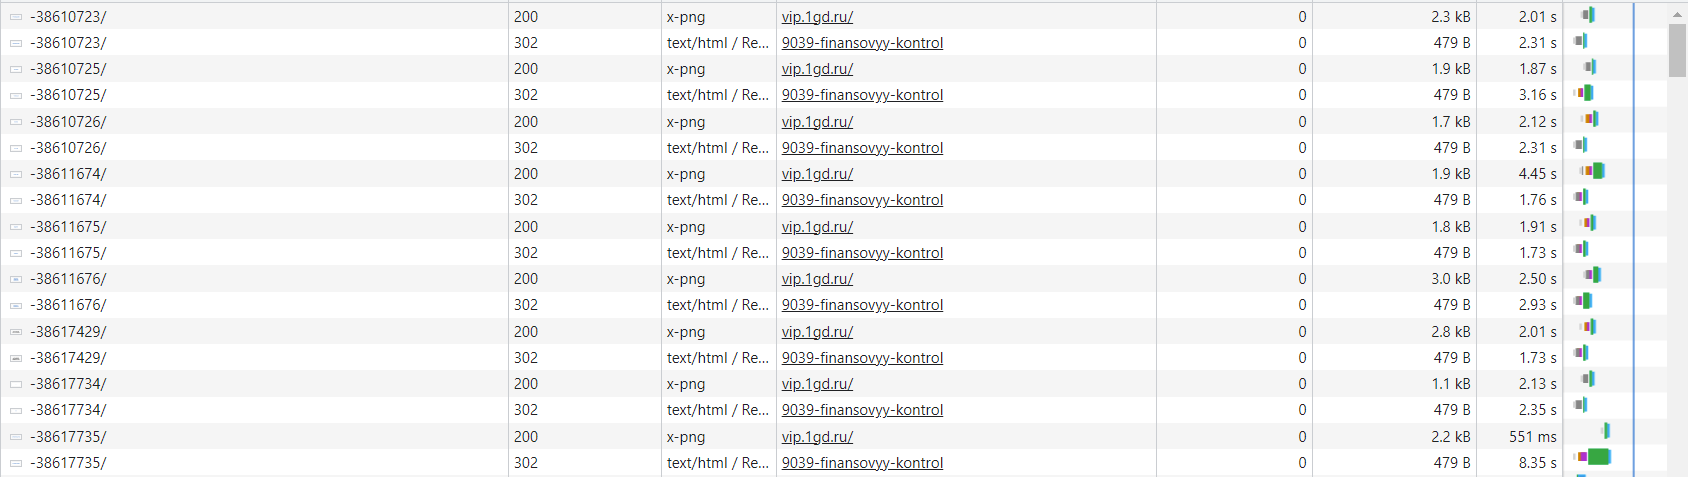 -38610723/ 200 x-png vip.1gd.ru/ 0 2.3 kB 2.01 s
-38610723/ 302 text/html / Re... 9039-finansovyy-kontrol 0 479 B 2.31 s
-38610725/ 200 x-png vip.1gd.ru/ 0 1.9 kB 1.87 s
-38610725/ 302 text/html / Re... 9039-finansovyy-kontrol 0 479 B 3.16 s
-38610726/ 200 x-png vip.1gd.ru/ 0 1.7 kB 2.12 s
-38610726/ 302 text/html / Re... 9039-finansovyy-kontrol 0 479 B 2.31 s
-38611674/ 200 x-png vip.1gd.ru/ 0 1.9 kB 4.45 s
-38611674/ 302 text/html / Re... 9039-finansovyy-kontrol 0 479 B 1.76 s
-38611675/ 200 x-png vip.1gd.ru/ 0 1.8 kB 1.91 s
-38611675/ 302 text/html / Re... 9039-finansovyy-kontrol 0 479 B 1.73 s
-38611676/ 200 x-png vip.1gd.ru/ 0 3.0 kB 2.50 s
-38611676/ 302 text/html / Re... 9039-finansovyy-kontrol 0 479 B 2.93 s
-38617429/ 200 x-png vip.1gd.ru/ 0 2.8 kB 2.01 s
-38617429/ 302 text/html / Re... 9039-finansovyy-kontrol 0 479 B 1.73 s
-38617734/ 200 x-png vip.1gd.ru/ 0 1.1 kB 2.13 s
-38617734/ 302 text/html / Re... 9039-finansovyy-kontrol 0 479 B 2.35 s
-38617735/ 200 x-png vip.1gd.ru/ 0 2.2 kB 551 ms
-38617735/ 302 text/html / Re... 9039-finansovyy-kontrol 0 479 B 8.35 s